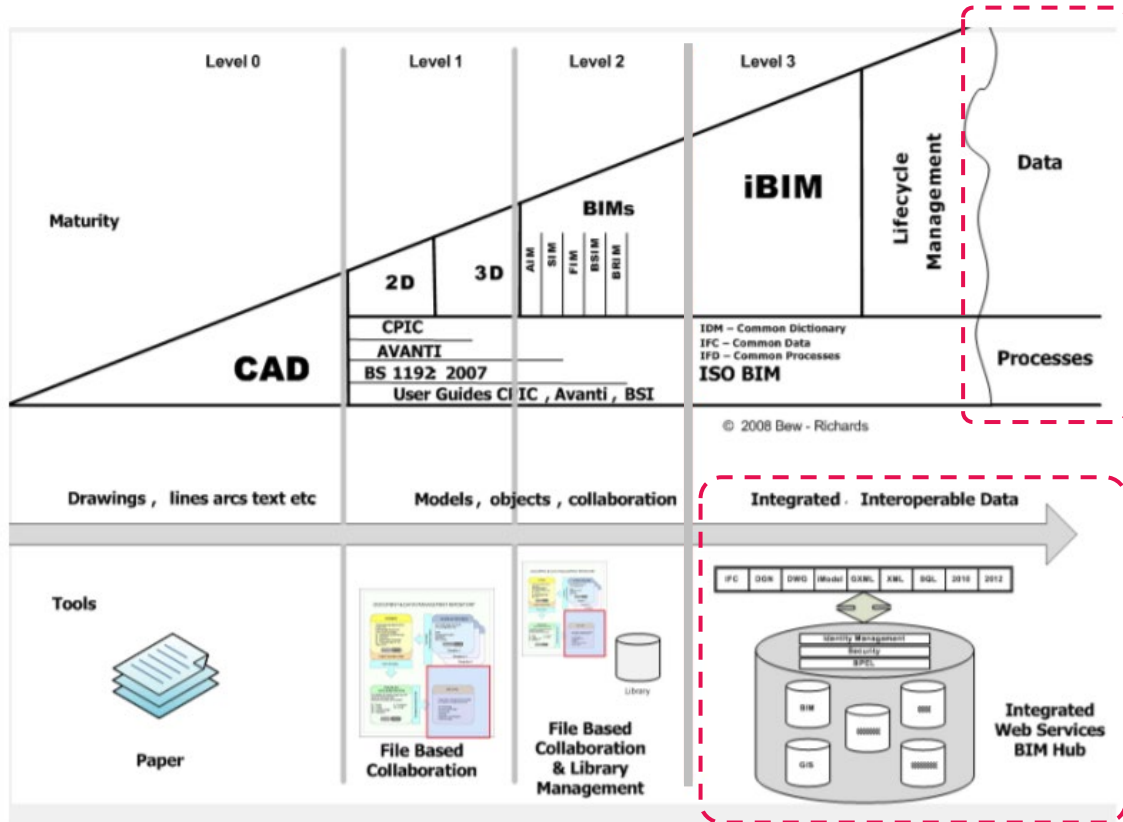 Level 0
Level 1
Level 2
Level 3
Maturity
CAD
2D
3D
BIMs
AIM
SIM
FIM
BSIM
BRIM
iBIM
Lifecycle
Management
Data
Processes
CPIC
AVANTI
BS 1192: 2007
User Guides CPIC , Avanti , BSI
IDM – Common Dictionary
IFC – Common Data
IFD – Common Processes
ISO BIM
© 2008 Bew - Richards
Drawings , lines arcs text etc
Models , objects , collaboration
Integrated , Interoperable Data
Tools
Paper
File Based
Collaboration
Library
File Based
Collaboration
& Library
Management
IFC DGN DWG iModel GXML XML SQL 2010 2012
Identity Management
Security
BPEL
BIM
GIS
Integrated
Web Services
BIM Hub